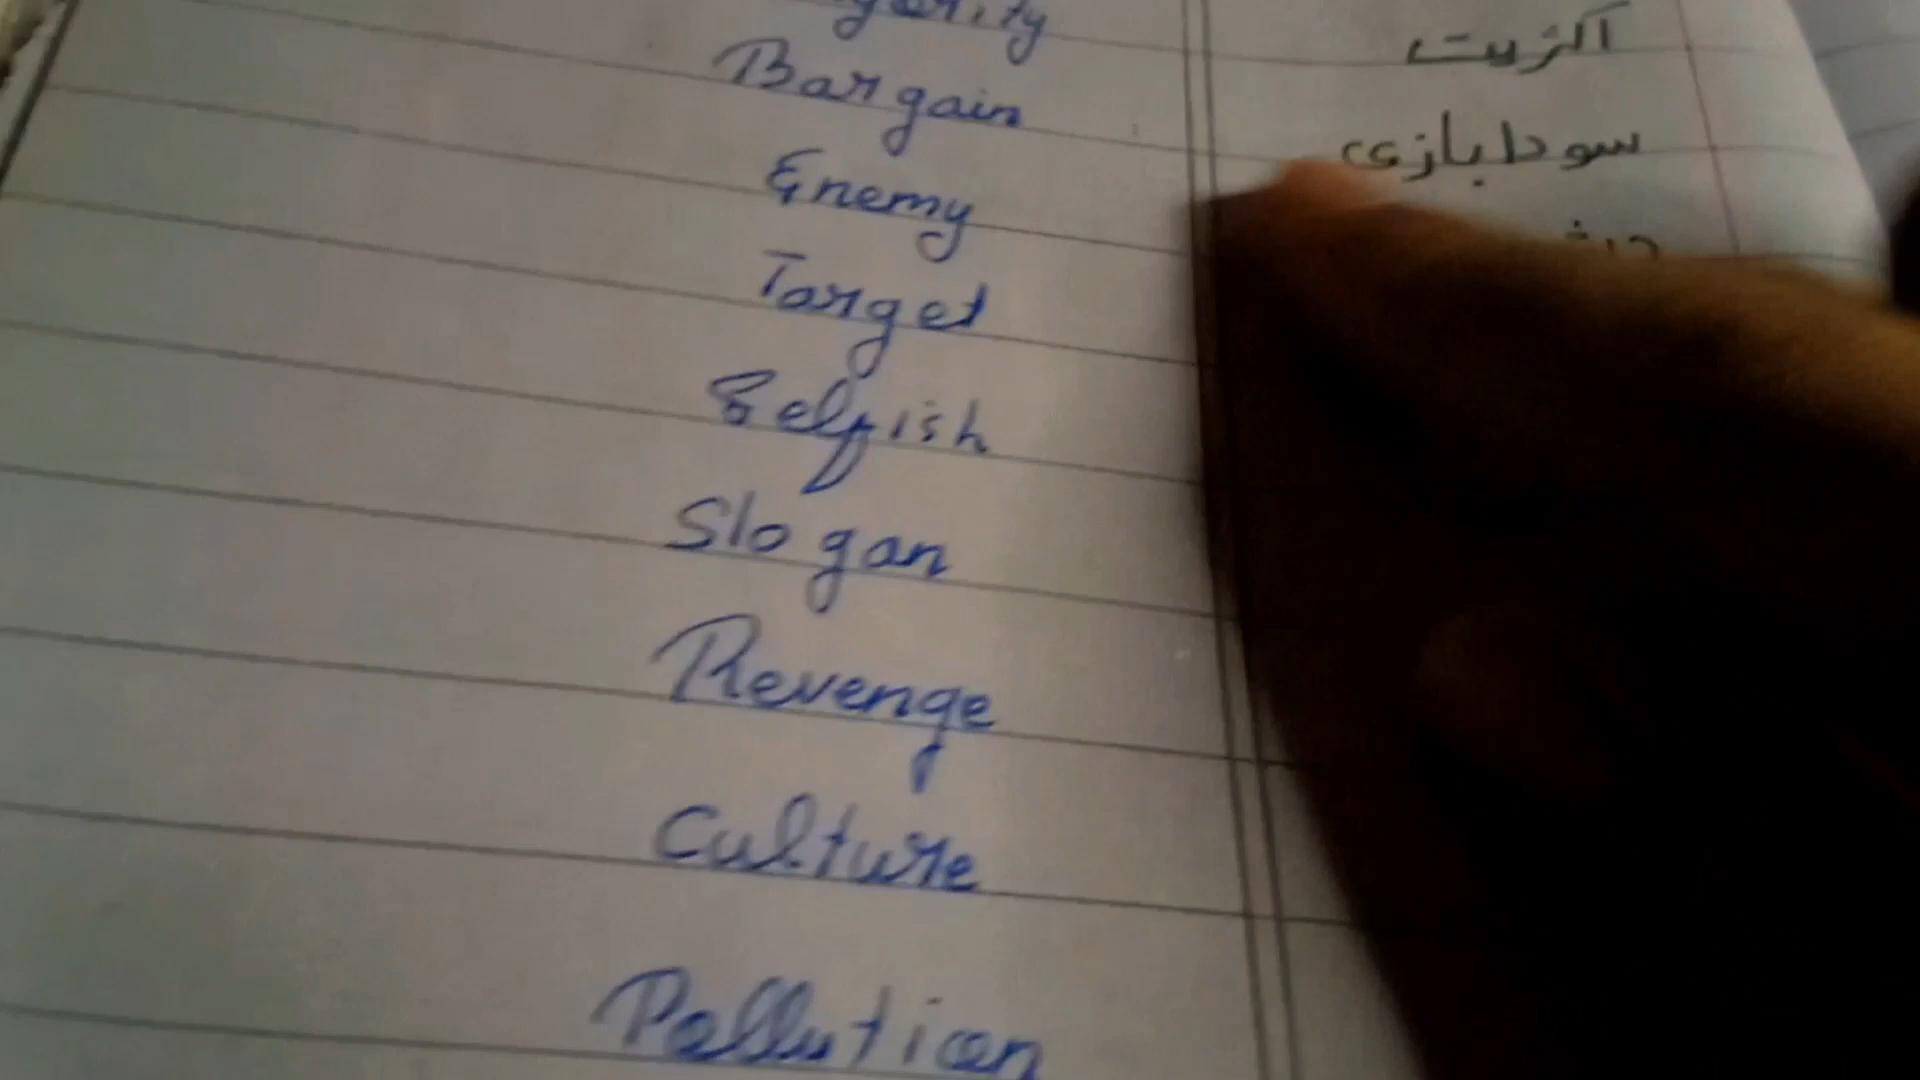 اکثریت
Bargain سودابازی
Enemy
Target
Selfish
Slogan
Revenge
Culture
Pollution